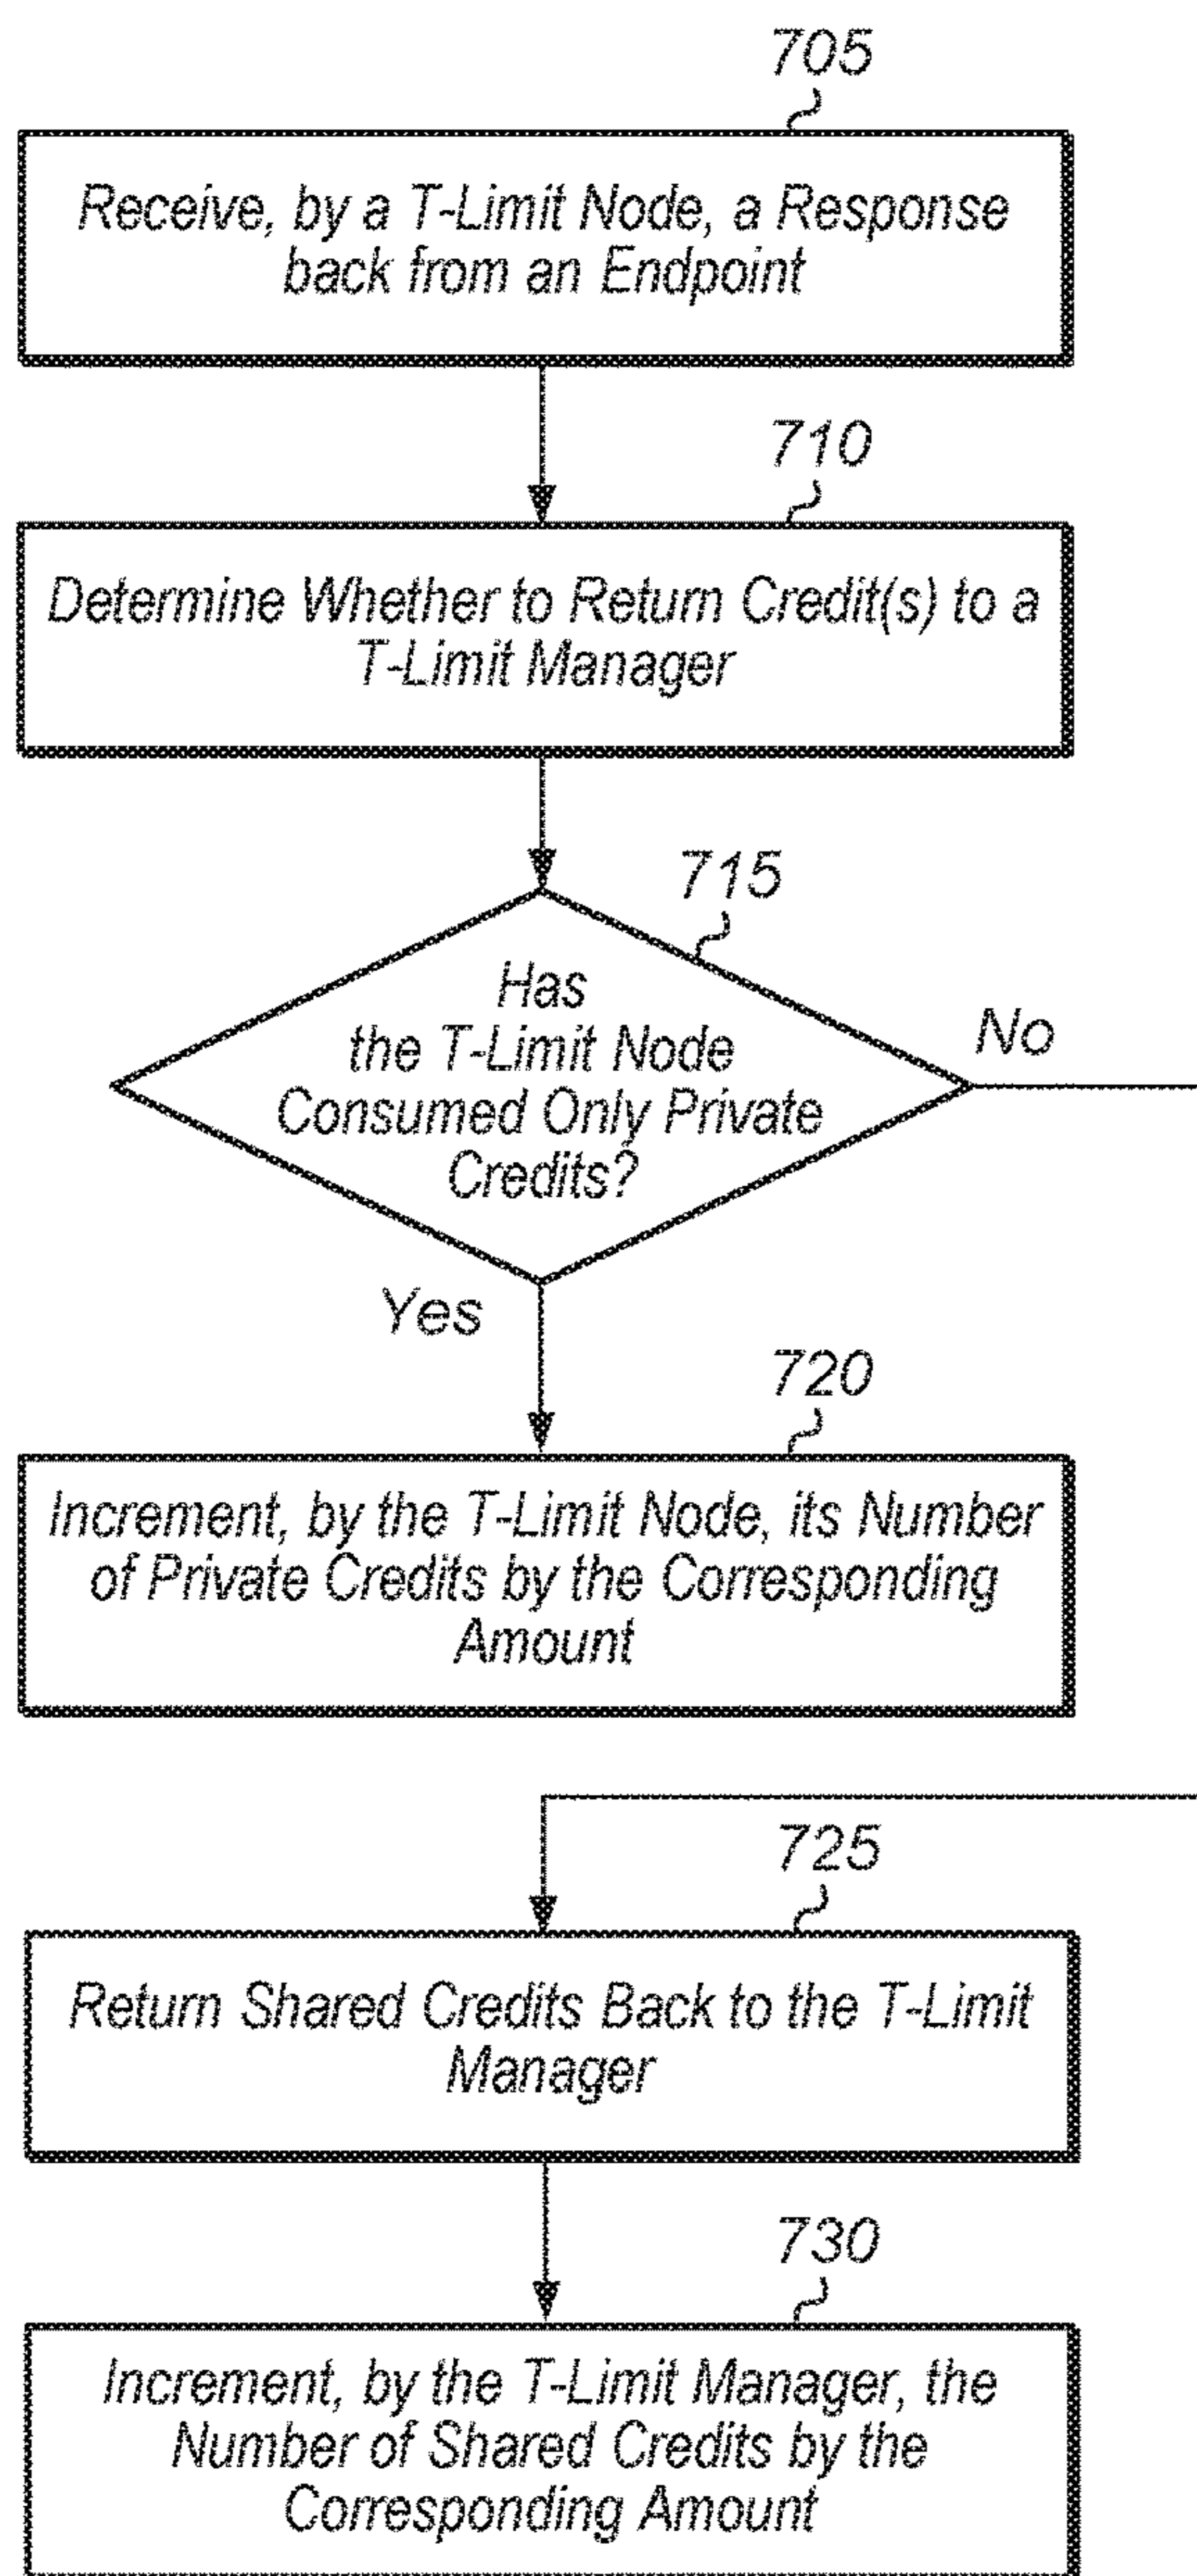 705
Receive, by a T-Limit Node, a Response
back from an Endpoint
710
Determine Whether to Return Credit(s) to a
T-Limit Manager
715
Has
the T-Limit Node
Consumed Only Private
Credits?
No
Yes
720
Increment, by the T-Limit Node, its Number
of Private Credits by the Corresponding
Amount
725
Return Shared Credits Back to the T-Limit
Manager
730
Increment, by the T-Limit Manager, the
Number of Shared Credits by the
Corresponding Amount